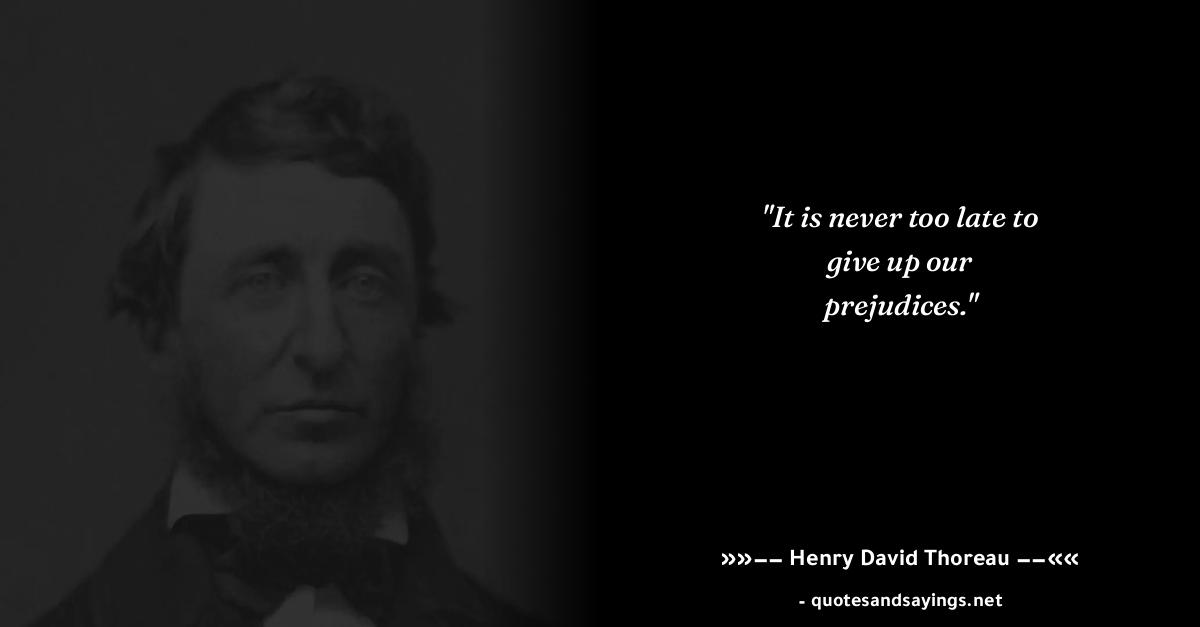 "It is never too late to
give up our
prejudices."
»»–– Henry David Thoreau ––««
- quotesandsayings.net